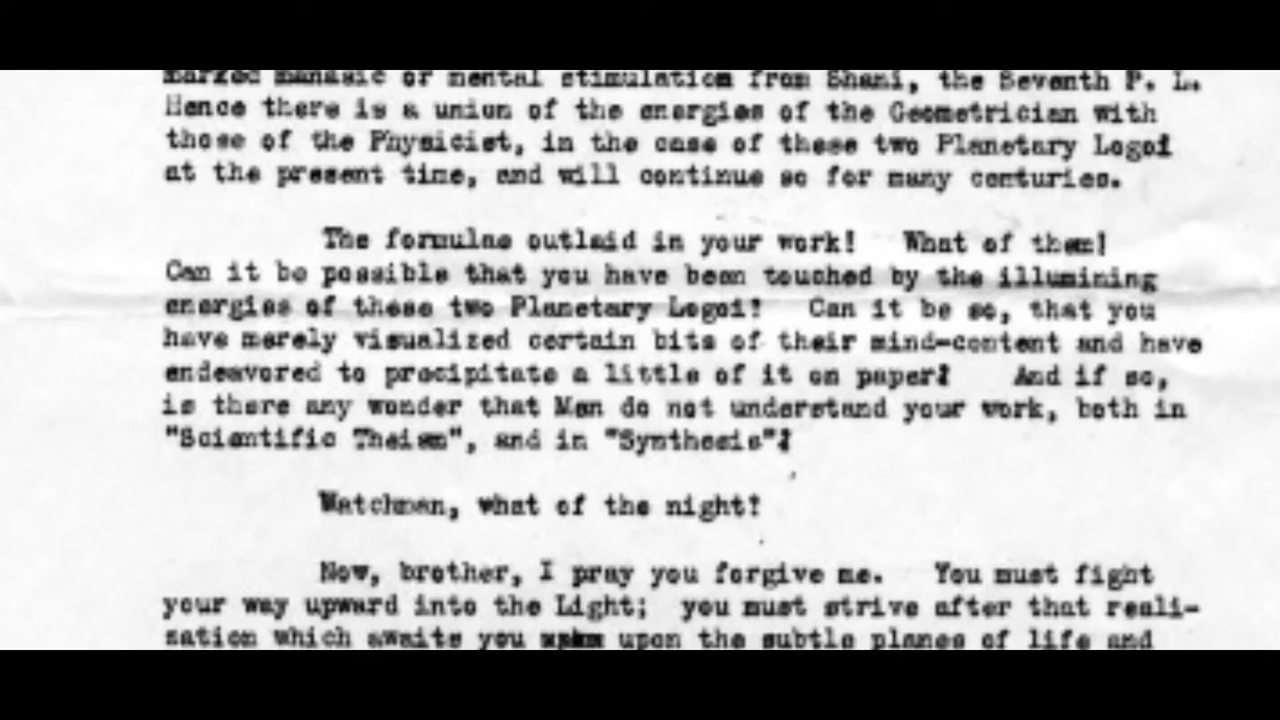 marked manasic or mental stimulation from Shani, the Seventh P. L.
Hence there is a union of the energies of the Geometrician with
those of the Physicist, in the case of these two Planetary Logoi
at the present time, and will continue so for many centuries.
The formulae outlaid in your work! What of them!
Can it be possible that you have been touched by the illumining
energies of these two Planetary Logoi? Can it be so, that you
have merely visualized certain bits of their mind-content and have
endeavored to precipitate a little of it on paper? And if so,
is there any wonder that Men do not understand your work, both in
"Scientific Theism", and in "Synthesis"?
Watchman, what of the night?
Now, brother, I pray you forgive me. You must fight
your way upward into the Light; you must strive after that reali-
zation which awaits you upon the subtle planes of life and